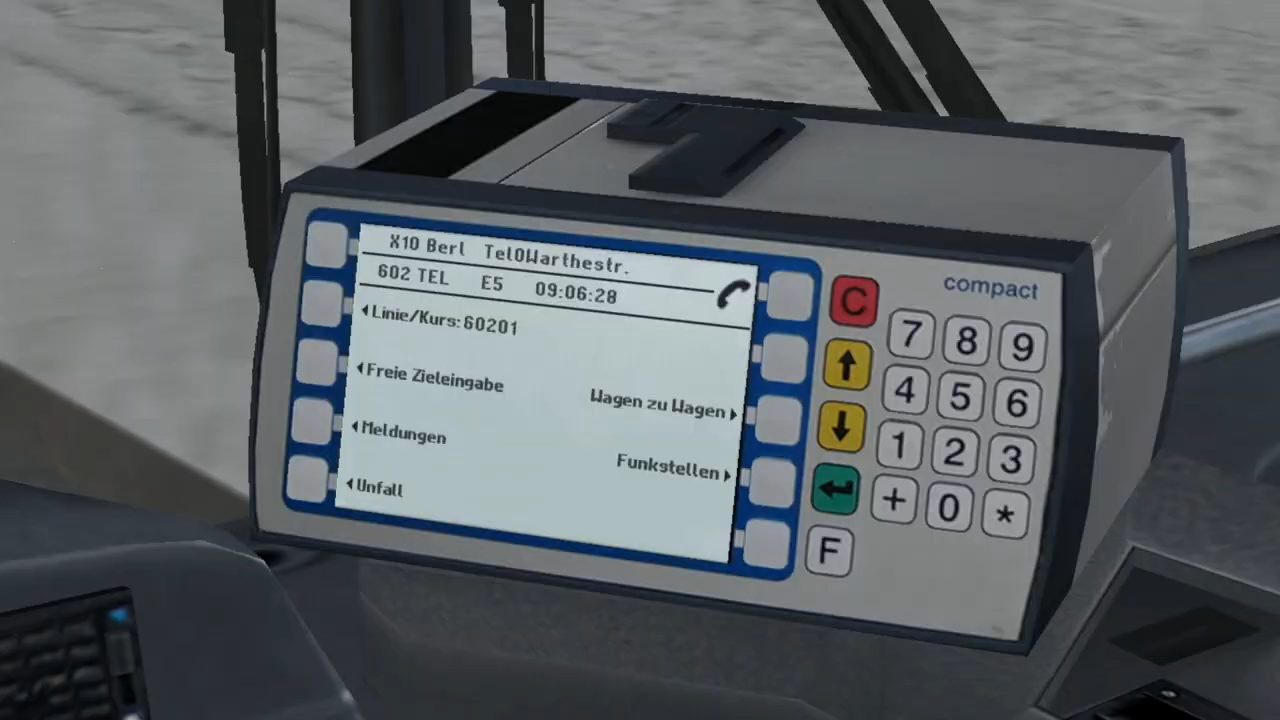 X10 Berl TelOWarthestr.
602 TEL E5 09:06:28
Linie/Kurs:60201
Freie Zieleingabe
Wagen zu Wagen
Meldungen
Funkstellen
Unfall
compact
C 7 8 9
↑ 4 5 6
↓ 1 2 3
+ 0 *
F